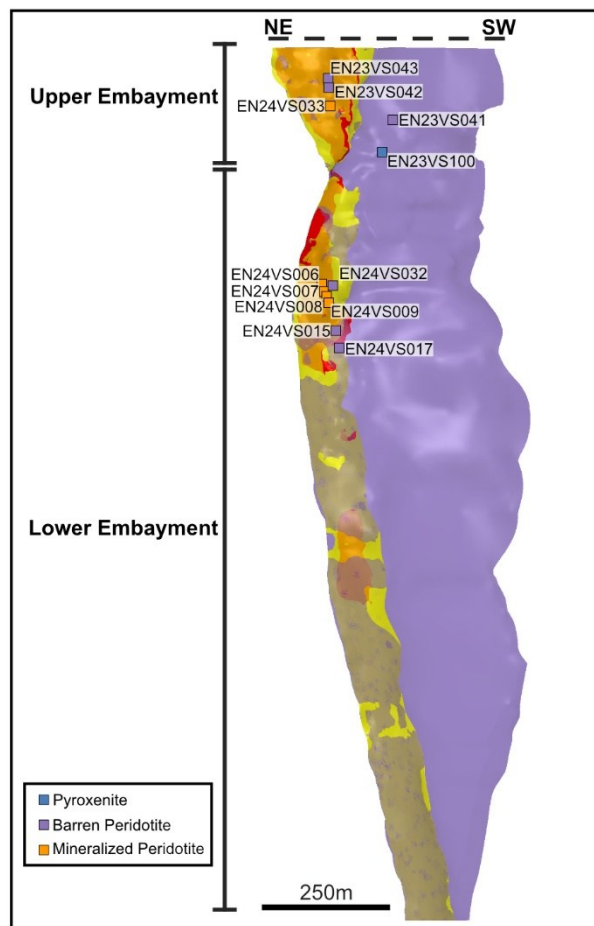 NE
SW
EN23VS043
EN23VS042
Upper Embayment
EN24VS033
EN23VS041
EN23VS100
EN24VS006
EN24VS032
EN24VS007
EN24VS008
EN24VS009
EN24VS015
EN24VS017
Lower Embayment
Pyroxenite
Barren Peridotite
Mineralized Peridotite
250m